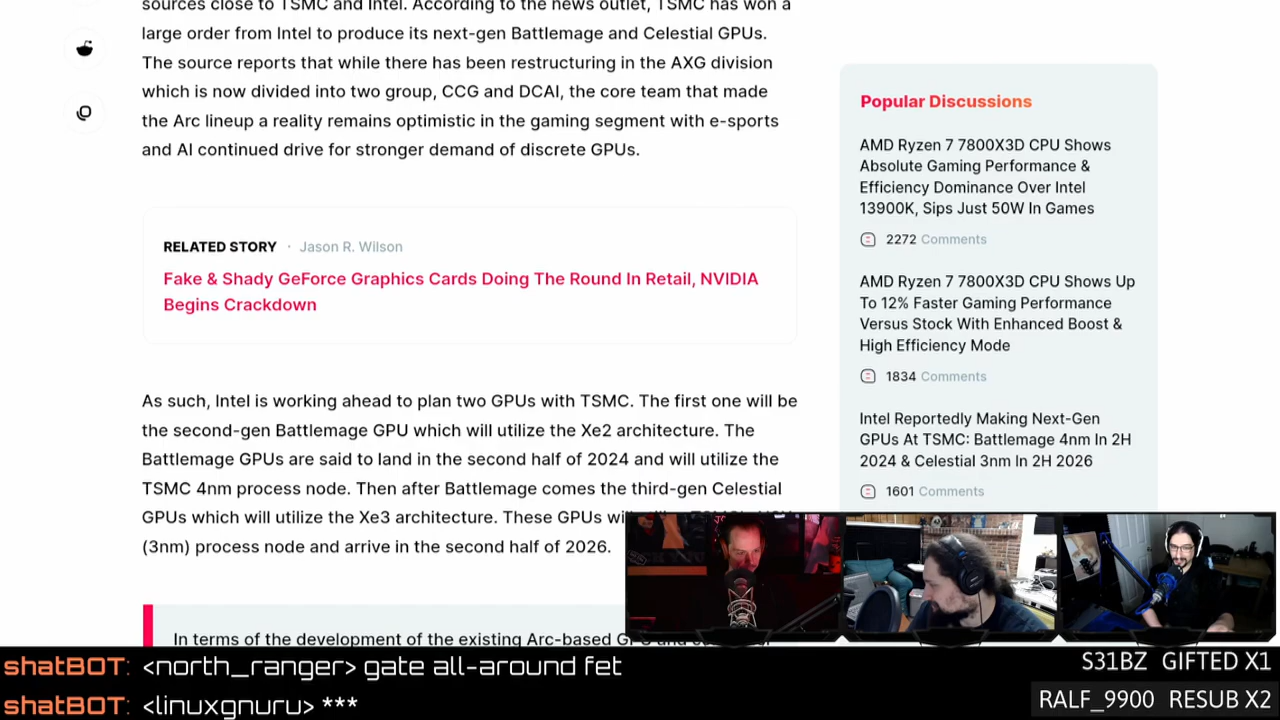 sources close to TSMC and Intel. According to the news outlet, TSMC has won a
large order from Intel to produce its next-gen Battlemage and Celestial GPUs.
The source reports that while there has been restructuring in the AXG division
which is now divided into two group, CCG and DCAI, the core team that made
the Arc lineup a reality remains optimistic in the gaming segment with e-sports
and AI continued drive for stronger demand of discrete GPUs.
RELATED STORY · Jason R. Wilson
Fake & Shady GeForce Graphics Cards Doing The Round In Retail, NVIDIA
Begins Crackdown
As such, Intel is working ahead to plan two GPUs with TSMC. The first one will be
the second-gen Battlemage GPU which will utilize the Xe2 architecture. The
Battlemage GPUs are said to land in the second half of 2024 and will utilize the
TSMC 4nm process node. Then after Battlemage comes the third-gen Celestial
GPUs which will utilize the Xe3 architecture. These GPUs
(3nm) process node and arrive in the second half of 2026.
In terms of the development of the existing Arc-based
Popular Discussions
AMD Ryzen 7 7800X3D CPU Shows
Absolute Gaming Performance &
Efficiency Dominance Over Intel
13900K, Sips Just 50W In Games
2272 Comments
AMD Ryzen 7 7800X3D CPU Shows Up
To 12% Faster Gaming Performance
Versus Stock With Enhanced Boost &
High Efficiency Mode
1834 Comments
Intel Reportedly Making Next-Gen
GPUs At TSMC: Battlemage 4nm In 2H
2024 & Celestial 3nm In 2H 2026
1601 Comments
shatBOT: <north_ranger> gate all-around fet
shatBOT: <linuxgnuru> ***
S31BZ GIFTED X1
RALF_9900 RESUB X2